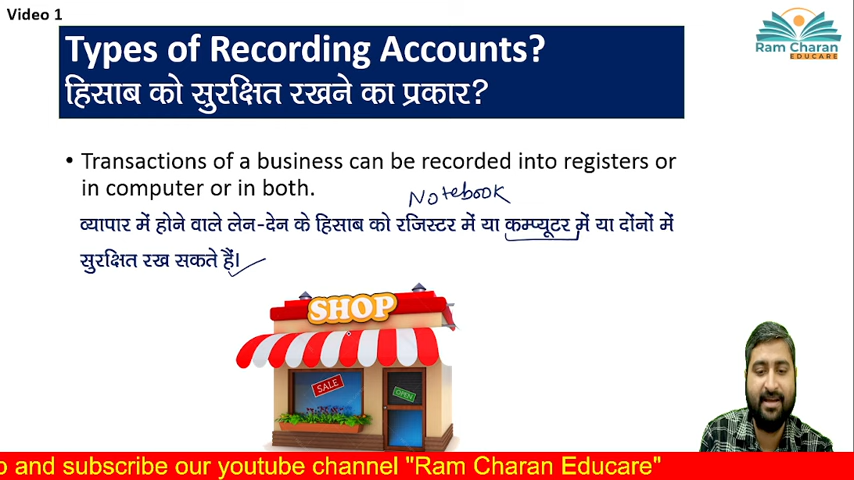 Video 1
Ram Charan
EDUCARE
Types of Recording Accounts?
हिसाब को सुरक्षित रखने का प्रकार?
• Transactions of a business can be recorded into registers or
in computer or in both.
Notebook
व्यापार में होने वाले लेन-देन के हिसाब को रजिस्टर में या कम्प्यूटर में या दोंनों में
सुरक्षित रख सकते हैं।
SHOP
SALE
OPEN
and subscribe our youtube channel "Ram Charan Educare"